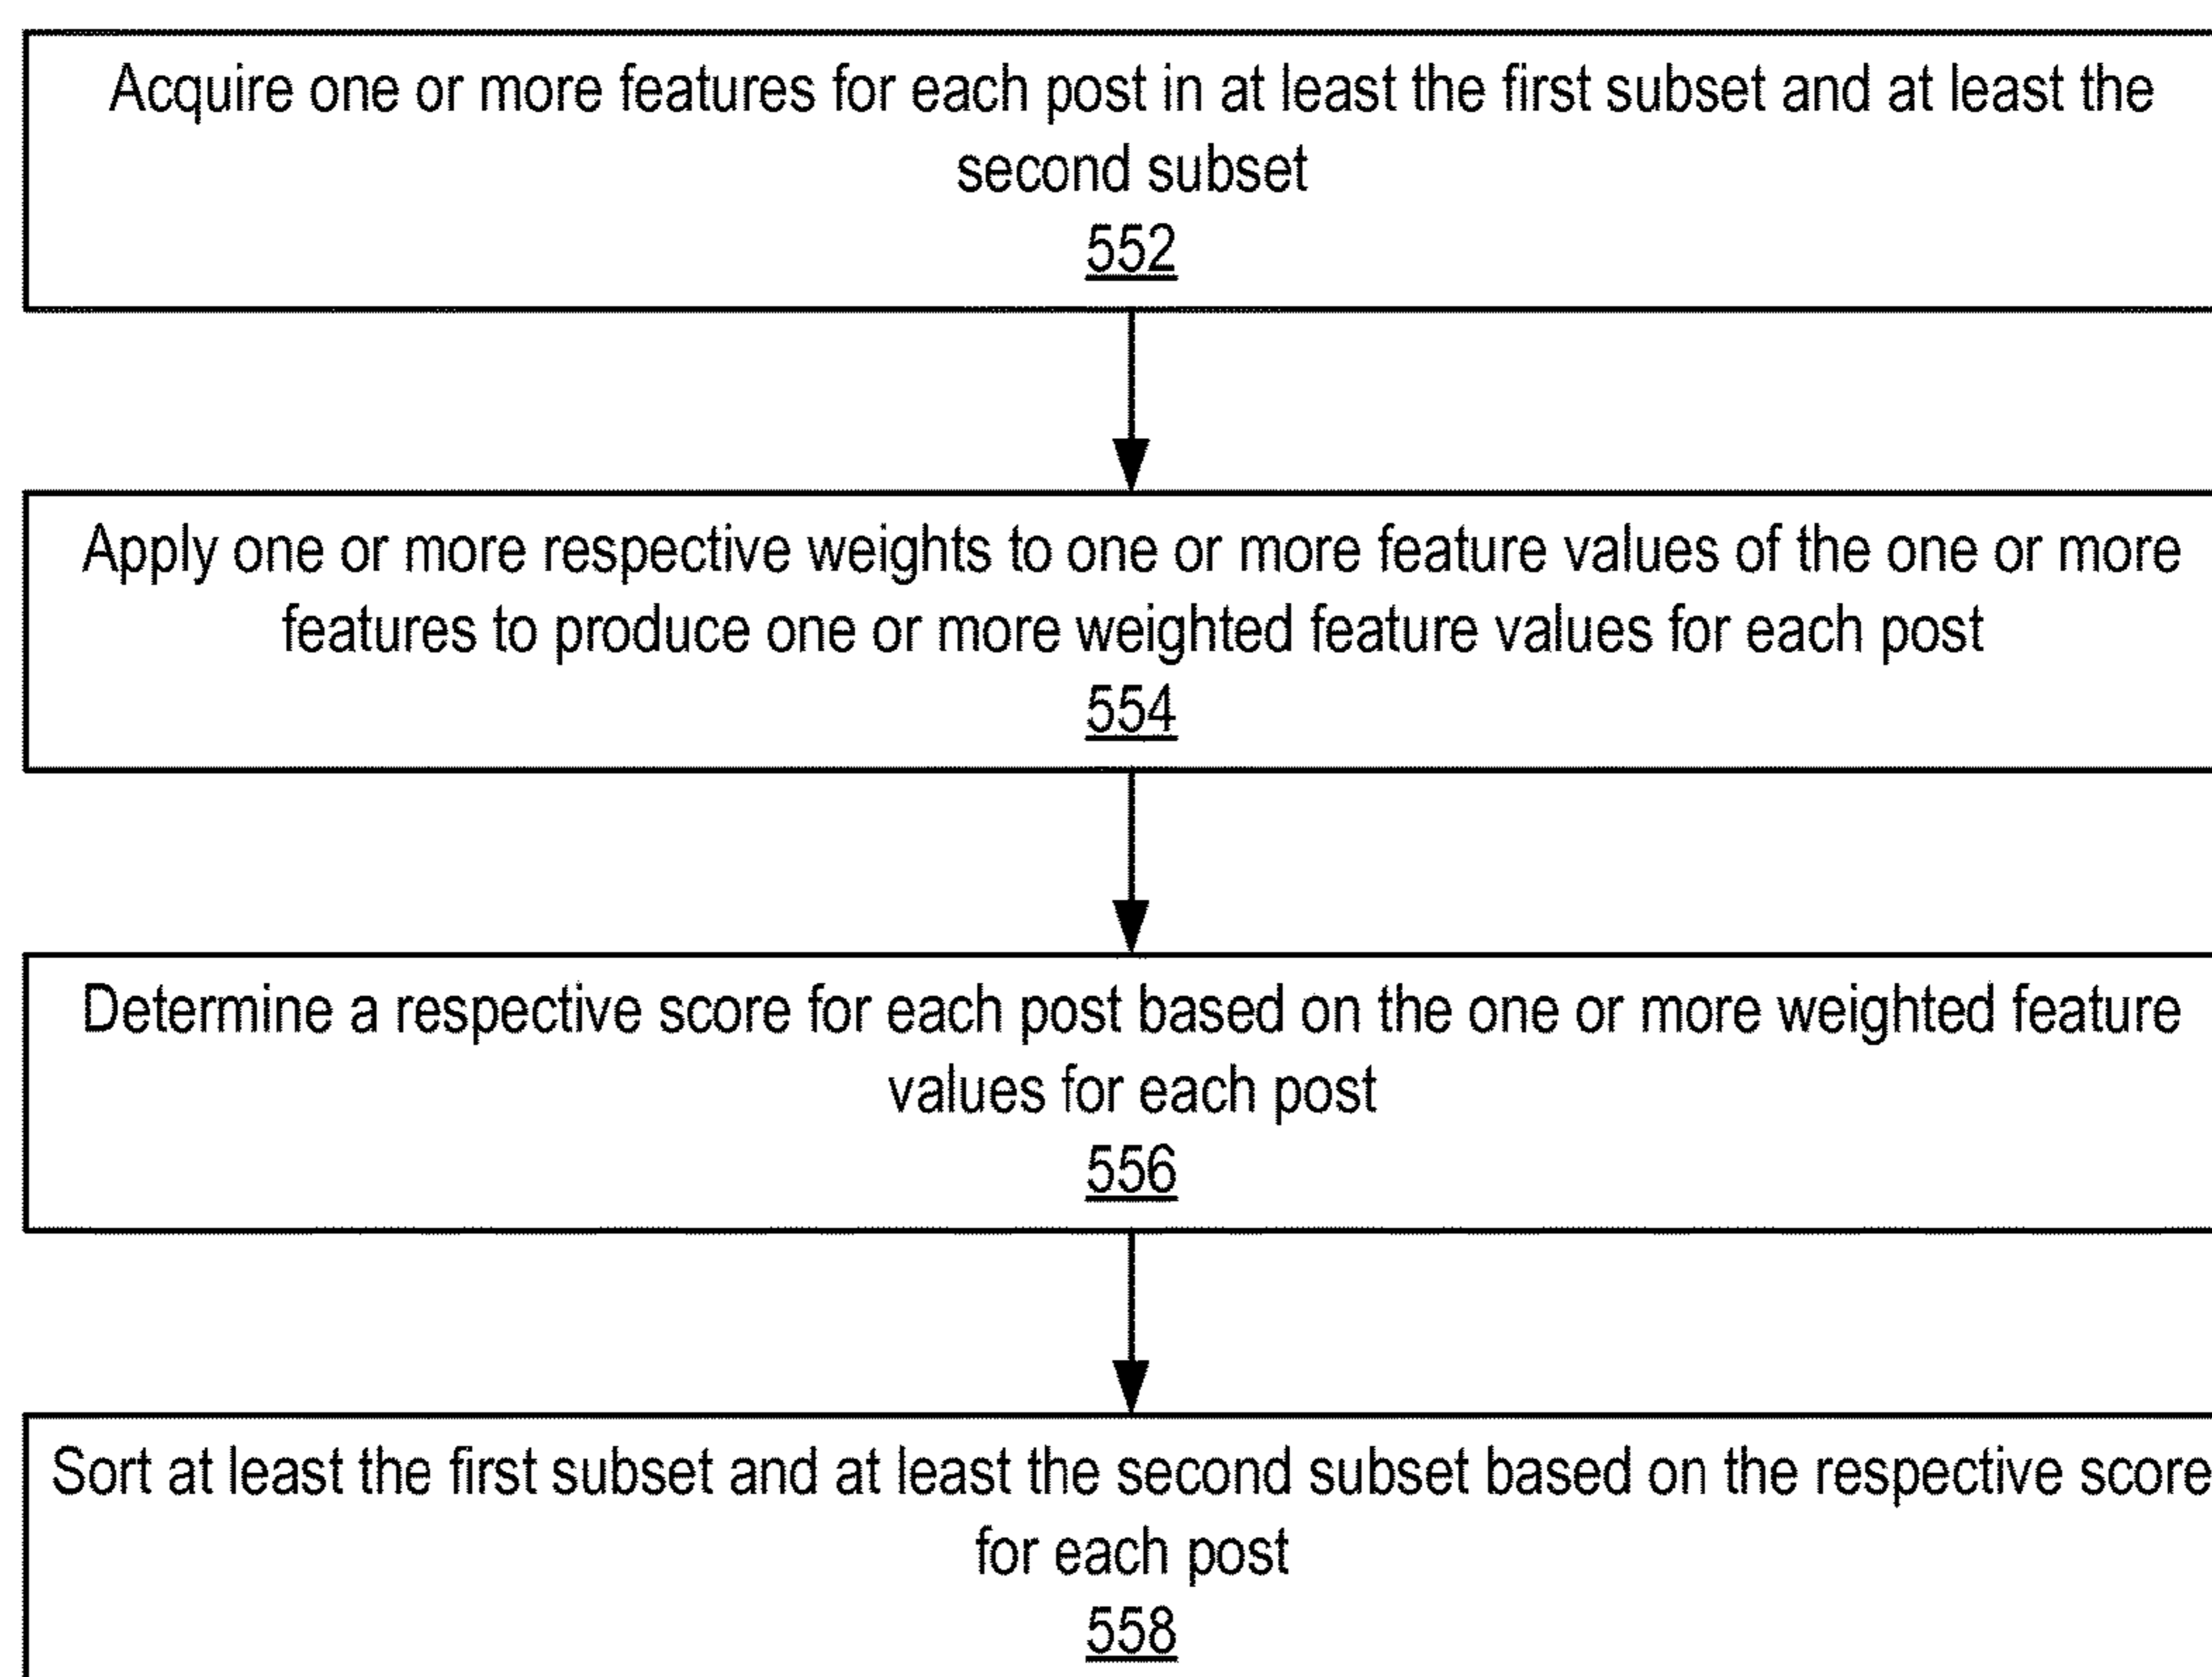 Acquire one or more features for each post in at least the first subset and at least the
second subset
552
Apply one or more respective weights to one or more feature values of the one or more
features to produce one or more weighted feature values for each post
554
Determine a respective score for each post based on the one or more weighted feature
values for each post
556
Sort at least the first subset and at least the second subset based on the respective score
for each post
558